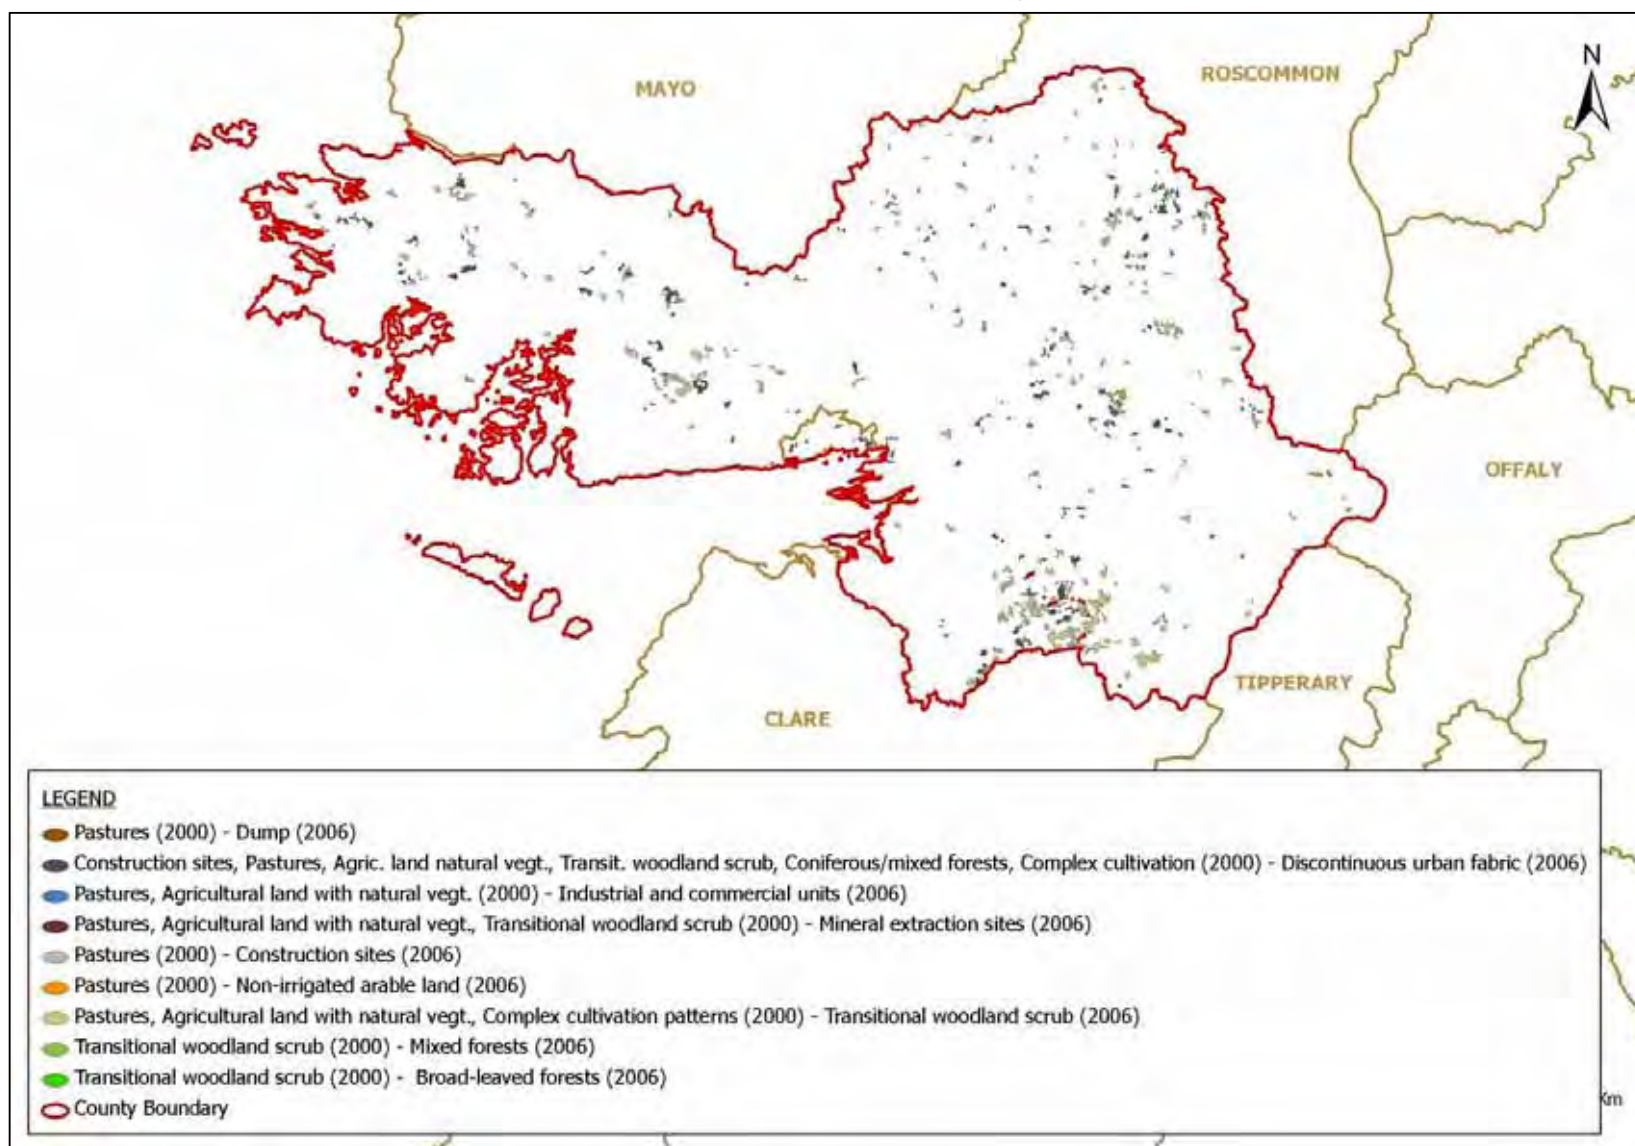 N
MAYO
ROSCOMMON
OFFALY
TIPPERARY
CLARE
LEGEND
Pastures (2000) - Dump (2006)
Construction sites, Pastures, Agric. land natural vegt., Transit. woodland scrub, Coniferous/mixed forests, Complex cultivation (2000) - Discontinuous urban fabric (2006)
Pastures, Agricultural land with natural vegt. (2000) - Industrial and commercial units (2006)
Pastures, Agricultural land with natural vegt., Transitional woodland scrub (2000) - Mineral extraction sites (2006)
Pastures (2000) - Construction sites (2006)
Pastures (2000) - Non-irrigated arable land (2006)
Pastures, Agricultural land with natural vegt., Complex cultivation patterns (2000) - Transitional woodland scrub (2006)
Transitional woodland scrub (2000) - Mixed forests (2006)
Transitional woodland scrub (2000) - Broad-leaved forests (2006)
County Boundary
Km